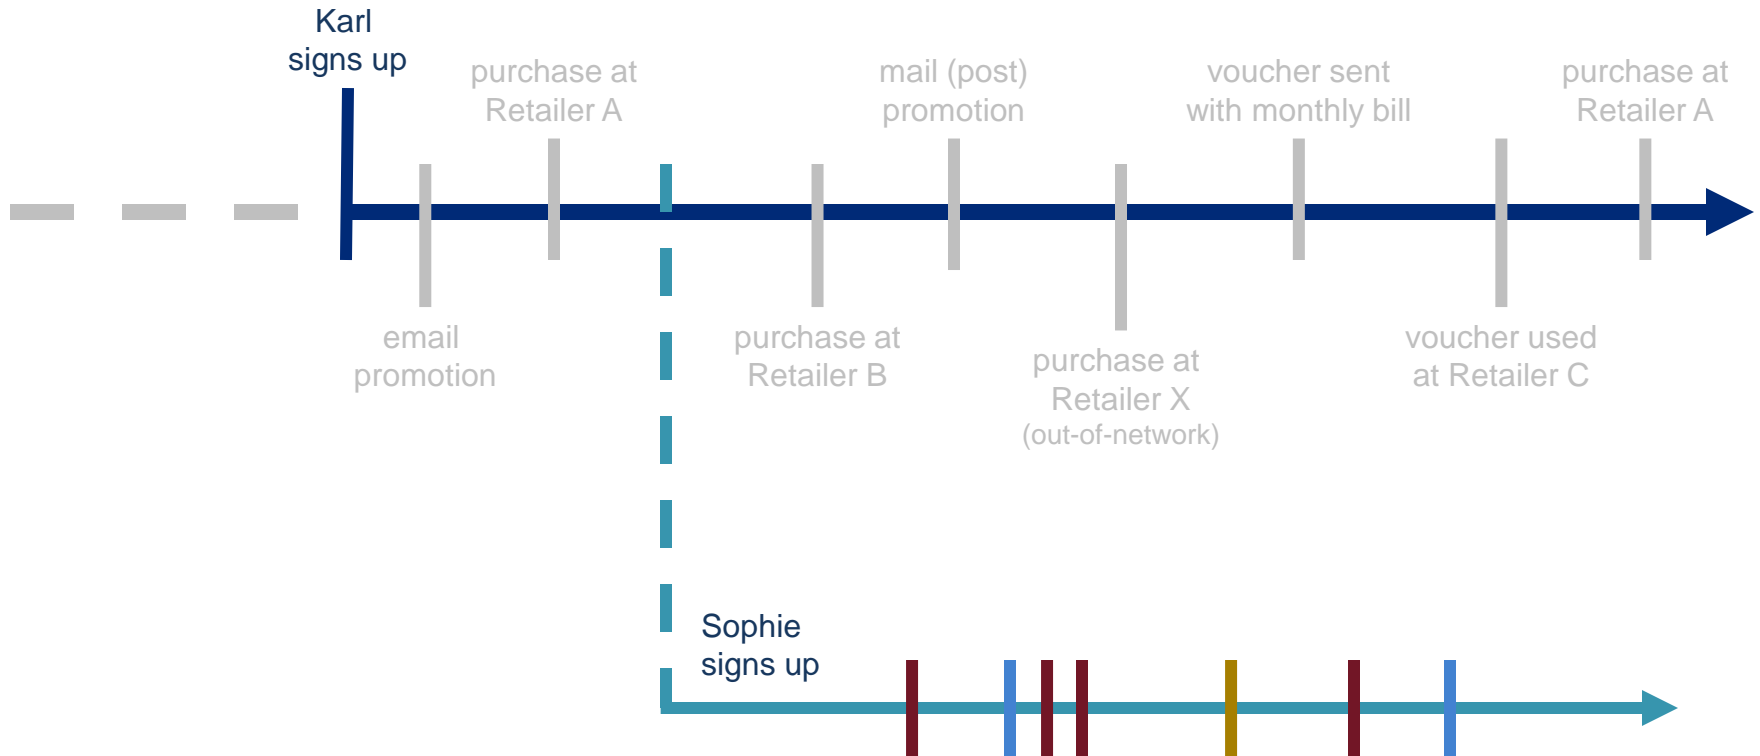 Karl
signs up
purchase at
Retailer A
mail (post)
promotion
voucher sent
with monthly bill
purchase at
Retailer A
email
promotion
purchase at
Retailer B
purchase at
Retailer X
(out-of-network)
voucher used
at Retailer C
Sophie
signs up